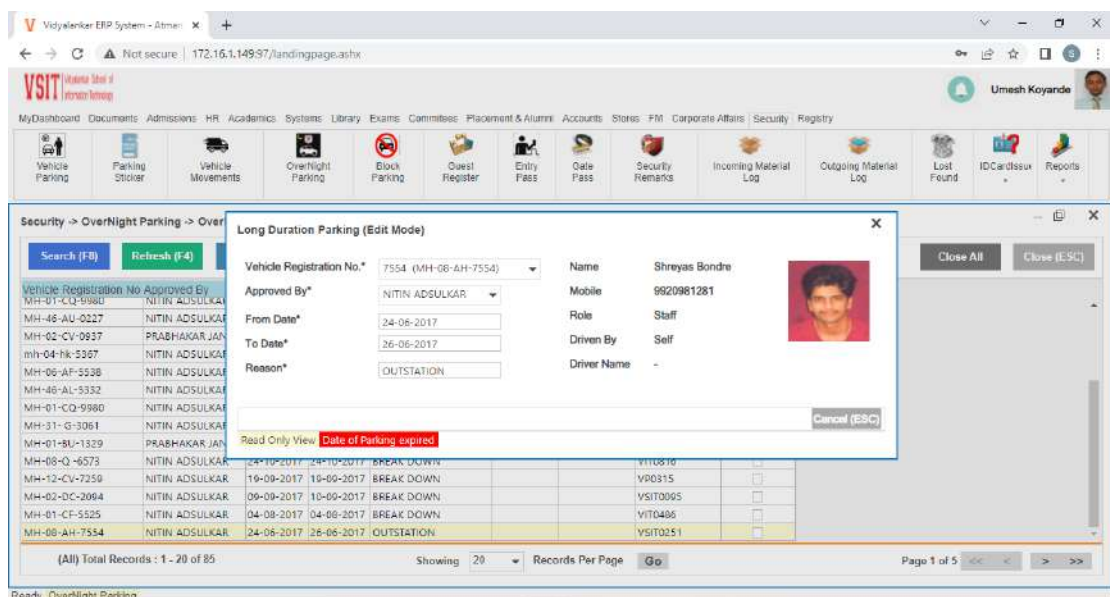 Vidyalankar ERP System - Atman
Not secure 172.16.1.149:97/landingpage.ashx
S
VSIT Vidyalankar School of
Information Technology
Umesh Koyande
MyDashboard Documents Admissions HR Academics Systems Library Exams Committees Placement & Alumni Accounts Stores FM Corporate Affairs Security Registry
Vehicle Parking Parking Sticker Vehicle Movements OverNight Parking Block Parking Guest Register Entry Pass Gate Pass Security Remarks Incoming Material Log Outgoing Material Log Lost Found IDCardIssue Reports
Security -> OverNight Parking -> Over
Search (F8) Refresh (F4) Close All Close (ESC)
Long Duration Parking (Edit Mode)
Vehicle Registration No.* 7554 (MH-08-AH-7554) Name Shreyas Bondre
Approved By* NITIN ADSULKAR Mobile 9920981281
From Date* 24-06-2017 Role Staff
To Date* 26-06-2017 Driven By Self
Reason* OUTSTATION Driver Name -
Cancel (ESC)
Read Only View Date of Parking expired
Vehicle Registration No Approved By
MH-01-CQ-9980 NITIN ADSULKAR
MH-46-AU-0227 NITIN ADSULKAR
MH-02-CV-0937 PRABHAKAR JAN
mh-04-hk-5367 NITIN ADSULKAR
MH-06-AF-5538 NITIN ADSULKAR
MH-46-AL-5332 NITIN ADSULKAR
MH-01-CQ-9980 NITIN ADSULKAR
MH-31-G-3061 NITIN ADSULKAR
MH-01-BU-1329 PRABHAKAR JAN
MH-08-Q-6573 NITIN ADSULKAR 24-10-2017 24-10-2017 BREAK DOWN VIT0816
MH-12-CV-7259 NITIN ADSULKAR 19-09-2017 19-09-2017 BREAK DOWN VP0315
MH-02-DC-2094 NITIN ADSULKAR 09-09-2017 10-09-2017 BREAK DOWN VSIT0095
MH-01-CF-5525 NITIN ADSULKAR 04-08-2017 04-08-2017 BREAK DOWN VIT0486
MH-08-AH-7554 NITIN ADSULKAR 24-06-2017 26-06-2017 OUTSTATION VSIT0251
(All) Total Records : 1 - 20 of 85 Showing 20 Records Per Page Go Page 1 of 5 << < > >>
Ready OverNight Parking